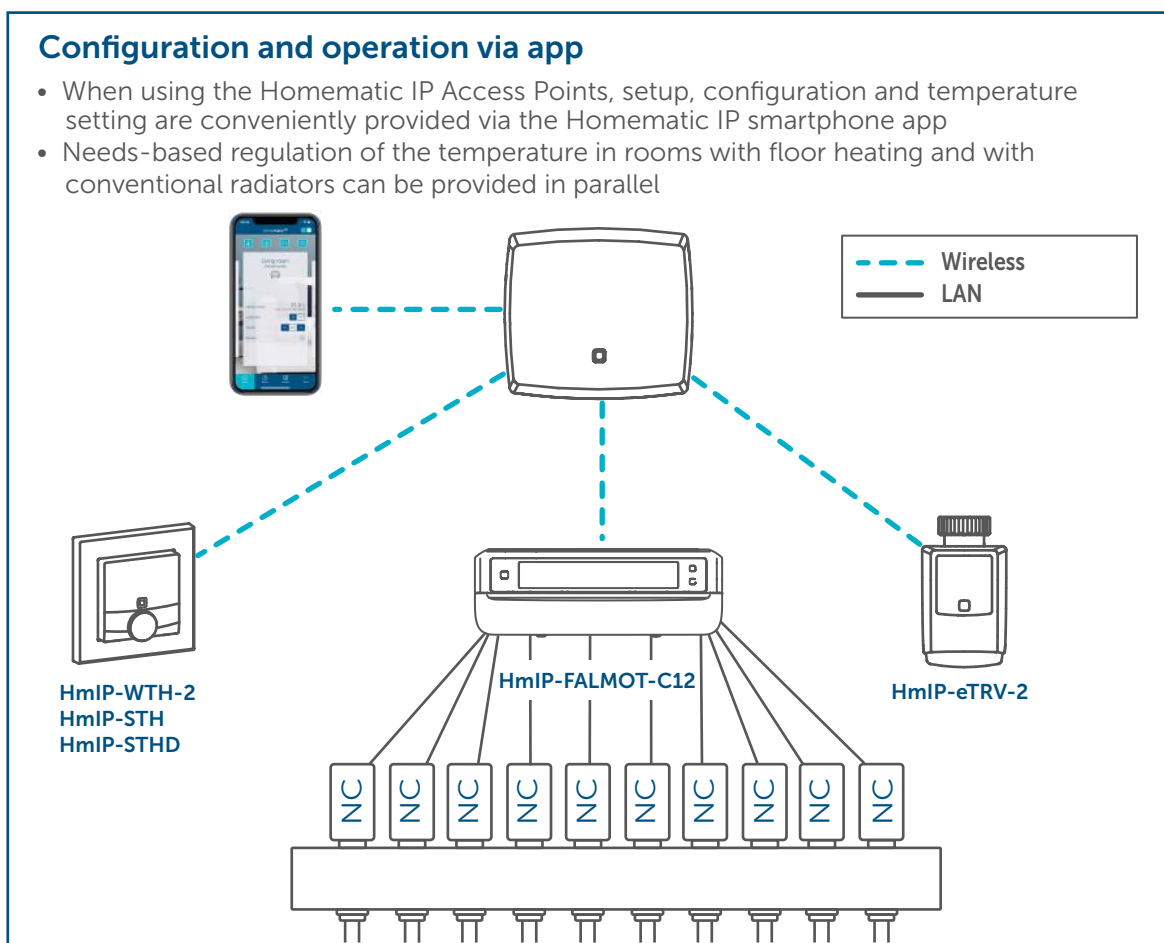 Configuration and operation via app
• When using the Homematic IP Access Points, setup, configuration and temperature
setting are conveniently provided via the Homematic IP smartphone app
• Needs-based regulation of the temperature in rooms with floor heating and with
conventional radiators can be provided in parallel
Living room
Wireless
LAN
HmIP-WTH-2
HmIP-STH
HmIP-STHD
HmIP-FALMOT-C12
HmIP-eTRV-2
NC
NC
NC
NC
NC
NC
NC
NC
NC
NC